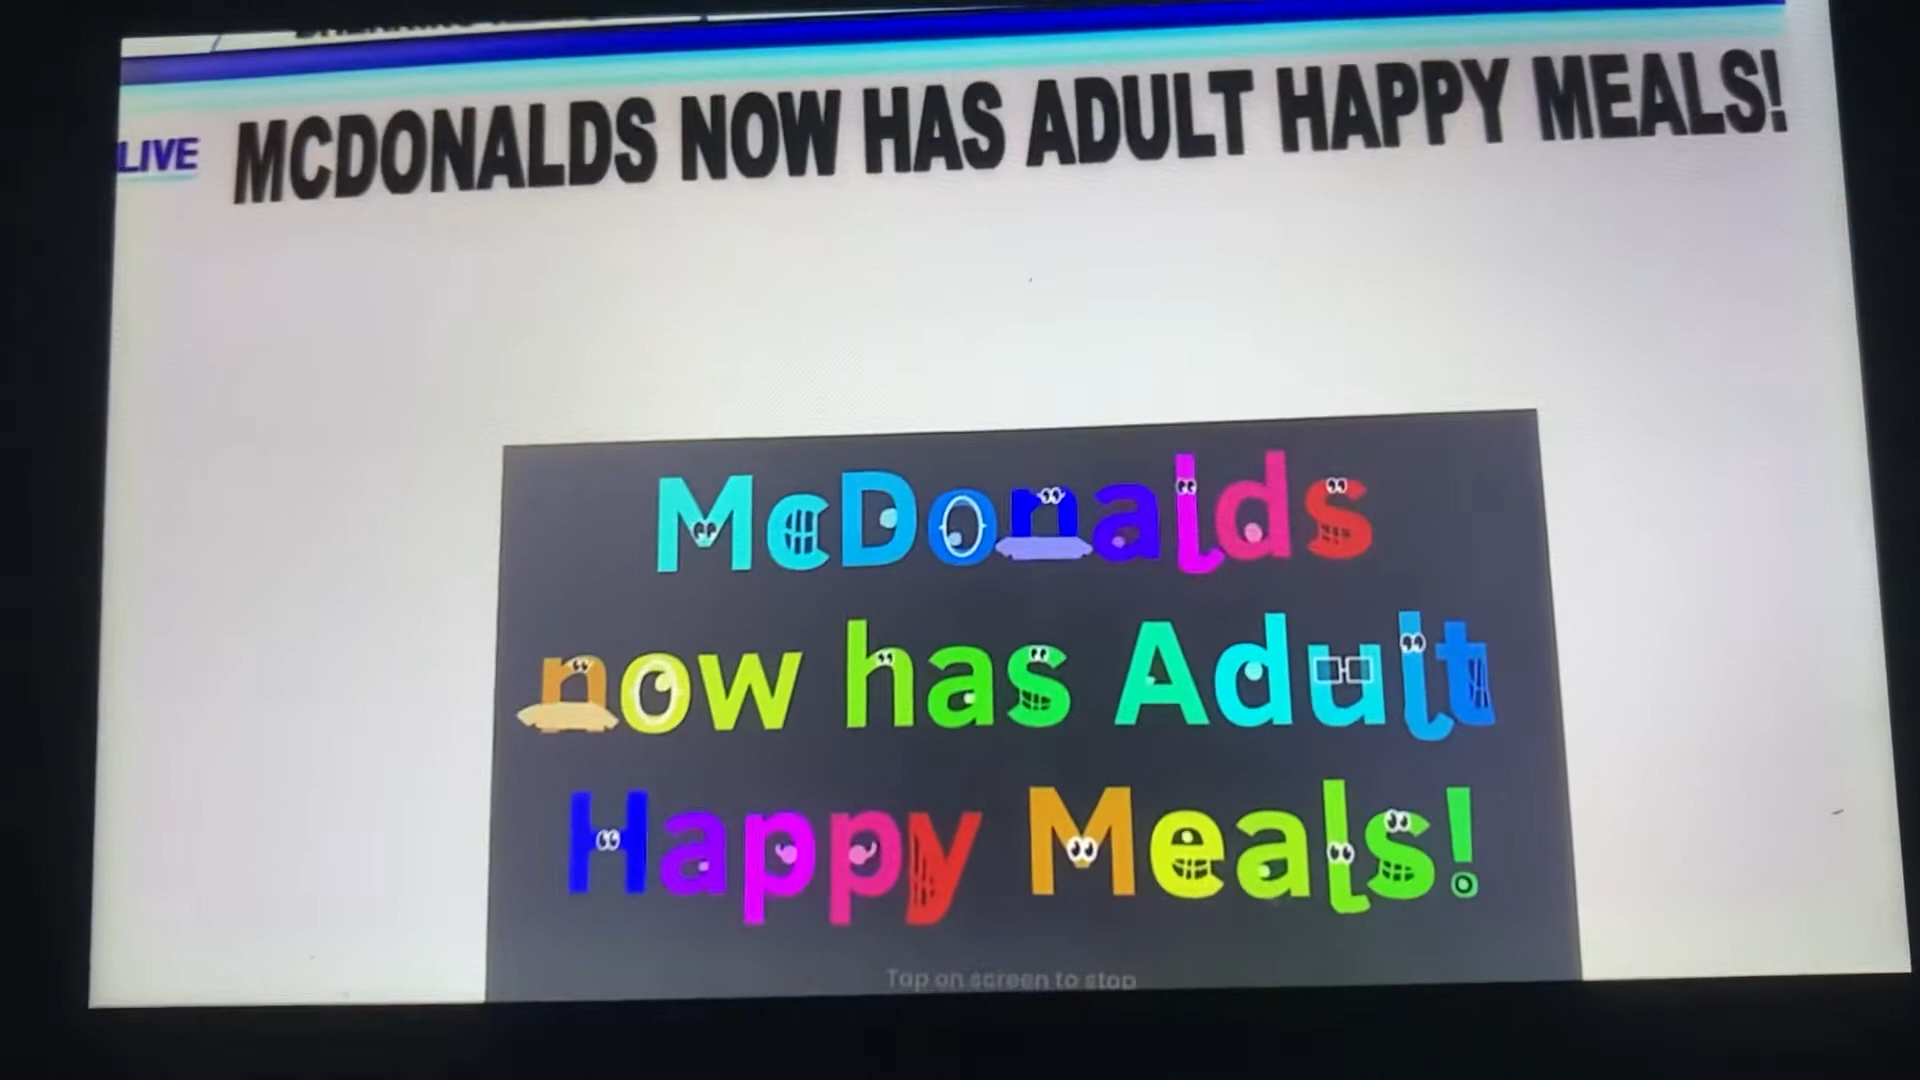 LIVE MCDONALDS NOW HAS ADULT HAPPY MEALS!
McDonalds
now has Adult
Happy Meals!
Tap on screen to stop